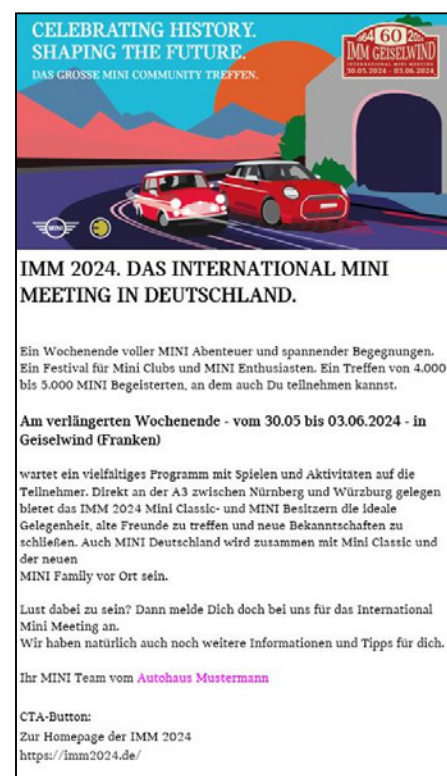 CELEBRATING HISTORY.
SHAPING THE FUTURE.
DAS GROSSE MINI COMMUNITY TREFFEN.
60
IMM GEISELWIND
INTERNATIONAL MINI MEETING
30.05.2024 - 03.06.2024
MINI
IMM 2024. DAS INTERNATIONAL MINI
MEETING IN DEUTSCHLAND.
Ein Wochenende voller MINI Abenteuer und spannender Begegnungen.
Ein Festival für Mini Clubs und MINI Enthusiasten. Ein Treffen von 4.000
bis 5.000 MINI Begeisterten, an dem auch Du teilnehmen kannst.
Am verlängerten Wochenende - vom 30.05 bis 03.06.2024 - in
Geiselwind (Franken)
wartet ein vielfältiges Programm mit Spielen und Aktivitäten auf die
Teilnehmer. Direkt an der A3 zwischen Nürnberg und Würzburg gelegen
bietet das IMM 2024 Mini Classic- und MINI Besitzern die ideale
Gelegenheit, alte Freunde zu treffen und neue Bekanntschaften zu
schließen. Auch MINI Deutschland wird zusammen mit Mini Classic und
der neuen
MINI Family vor Ort sein.
Lust dabei zu sein? Dann melde Dich doch bei uns für das International
Mini Meeting an.
Wir haben natürlich auch noch weitere Informationen und Tipps für dich.
Ihr MINI Team vom Autohaus Mustermann
CTA-Button:
Zur Homepage der IMM 2024
https://imm2024.de/